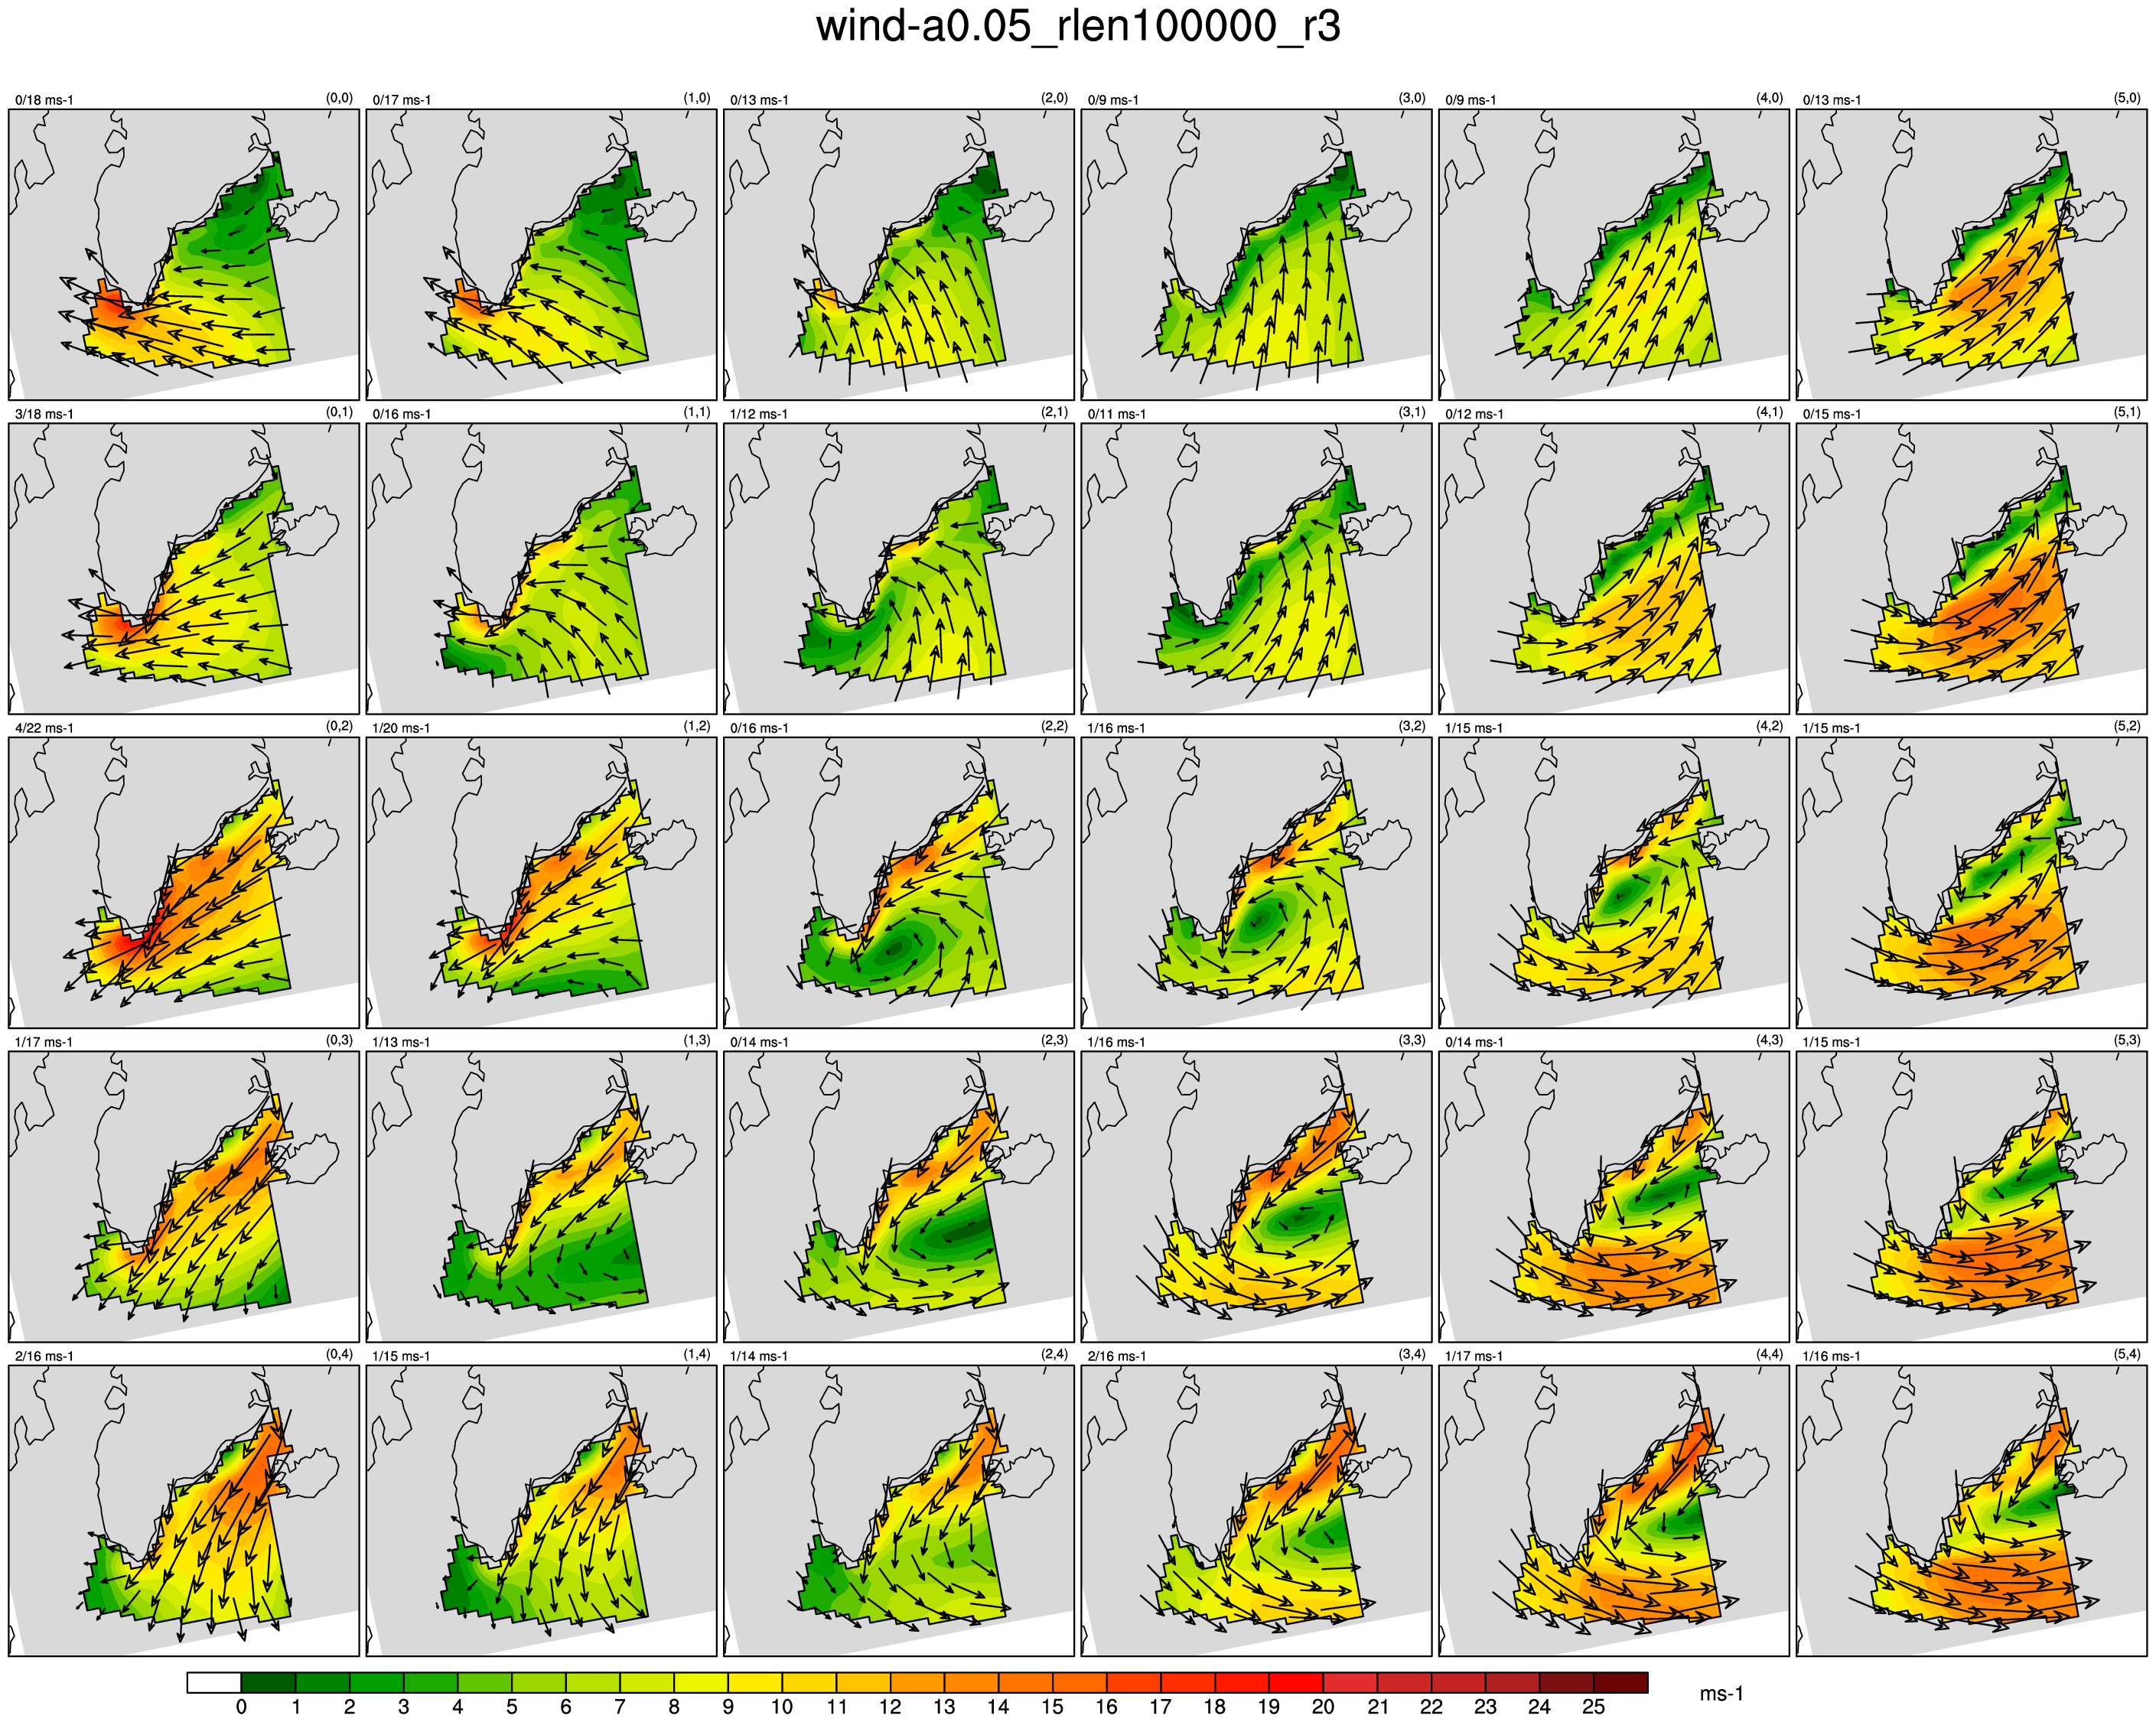 wind-a0.05_rlen100000_r3
0/18 ms-1 (0,0) 0/17 ms-1 (1,0) 0/13 ms-1 (2,0) 0/9 ms-1 (3,0) 0/9 ms-1 (4,0) 0/13 ms-1 (5,0)
3/18 ms-1 (0,1) 0/16 ms-1 (1,1) 1/12 ms-1 (2,1) 0/11 ms-1 (3,1) 0/12 ms-1 (4,1) 0/15 ms-1 (5,1)
4/22 ms-1 (0,2) 1/20 ms-1 (1,2) 0/16 ms-1 (2,2) 1/16 ms-1 (3,2) 1/15 ms-1 (4,2) 1/15 ms-1 (5,2)
1/17 ms-1 (0,3) 1/13 ms-1 (1,3) 0/14 ms-1 (2,3) 1/16 ms-1 (3,3) 0/14 ms-1 (4,3) 1/15 ms-1 (5,3)
2/16 ms-1 (0,4) 1/15 ms-1 (1,4) 1/14 ms-1 (2,4) 2/16 ms-1 (3,4) 1/17 ms-1 (4,4) 1/16 ms-1 (5,4)
0 1 2 3 4 5 6 7 8 9 10 11 12 13 14 15 16 17 18 19 20 21 22 23 24 25 ms-1